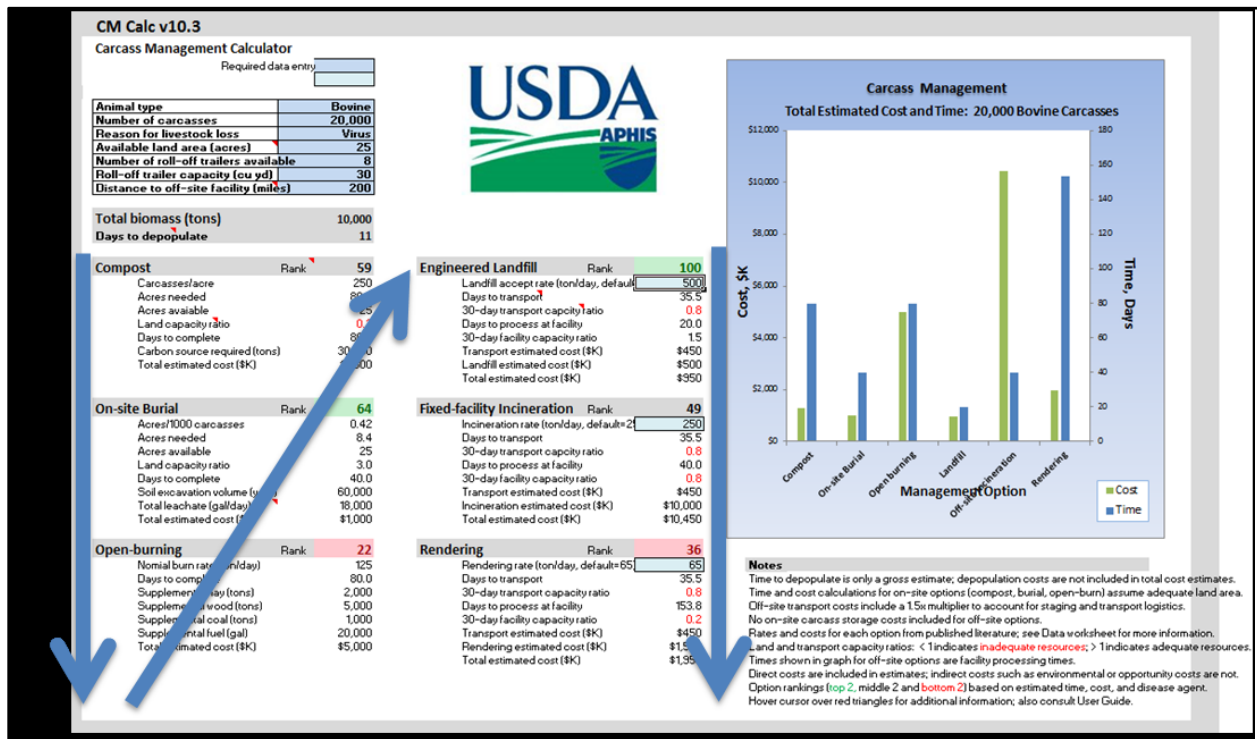 CM Calc v10.3
Carcass Management Calculator
Required data entry
Animal type Bovine
Number of carcasses 20,000
Reason for livestock loss Virus
Available land area (acres) 25
Number of roll-off trailers available 8
Roll-off trailer capacity (cu yd) 30
Distance to off-site facility (miles) 200
Total biomass (tons) 10,000
Days to depopulate 11
Compost Rank 59
Carcasses/acre 250
Acres needed
Acres avaiable
Land capacity ratio
Days to complete
Carbon source required (tons)
Total estimated cost ($K)
On-site Burial Rank 64
Acres/1000 carcasses 0.42
Acres needed 8.4
Acres available 25
Land capacity ratio 3.0
Days to complete 40.0
Soil excavation volume 60,000
Total leachate (gal/day) 18,000
Total estimated cost $1,000
Open-burning Rank 22
Nomial burn rate 125
Days to 80.0
2,000
wood (tons) 5,000
coal (tons) 1,000
fuel (gal) 20,000
estimated cost ($K) $5,000
USDA
APHIS
Engineered Landfill Rank 100
Landfill accept rate (ton/day, 500
Days to transport 35.5
30-day transport capcity ratio 0.8
Days to process at facility 20.0
30-day facility capacity ratio 1.5
Transport estimated cost ($K) $450
Landfill estimated cost ($K) $500
Total estimated cost ($K) $950
Fixed-facility Incineration Rank 49
Incineration rate (ton/day, 250
Days to transport 35.5
30-day transport capacity ratio 0.8
Days to process at facility 40.0
30-day facility capacity ratio 0.8
Transport estimated cost ($K) $450
Incineration estimated cost ($K) $10,000
Total estimated cost ($K) $10,450
Rendering Rank 36
Rendering rate (ton/day, default=65 65
Days to transport 35.5
30-day transport capacity ratio 0.8
Days to process at facility 153.8
30-day facility capacity ratio 0.2
Transport estimated cost ($K) $450
Rendering estimated cost ($K)
Total estimated cost ($K)
Carcass Management
Total Estimated Cost and Time: 20,000 Bovine Carcasses
$12,000
$10,000
$8,000
$6,000
$4,000
$2,000
$0
Cost, $K
180
160
140
120
100
80
60
40
20
0
Time, Days
Compost
On-site Burial
Open burning
Landfill
Off-site Incineration
Rendering
Management Option
Cost
Time
Notes
Time to depopulate is only a gross estimate; depopulation costs are not included in total cost estimates.
Time and cost calculations for on-site options (compost, burial, open-burn) assume adequate land area.
Off-site transport costs include a 1.5x multiplier to account for staging and transport logistics.
No on-site carcass storage costs included for off-site options.
Rates and costs for each option from published literature; see Data worksheet for more information.
Land and transport capacity ratios: < 1 indicates inadequate resources; > 1 indicates adequate resources.
Times shown in graph for off-site options are facility processing times.
Direct costs are included in estimates; indirect costs such as environmental or opportunity costs are not.
Option rankings (top 2, middle 2 and bottom 2) based on estimated time, cost, and disease agent.
Hover cursor over red triangles for additional information; also consult User Guide.